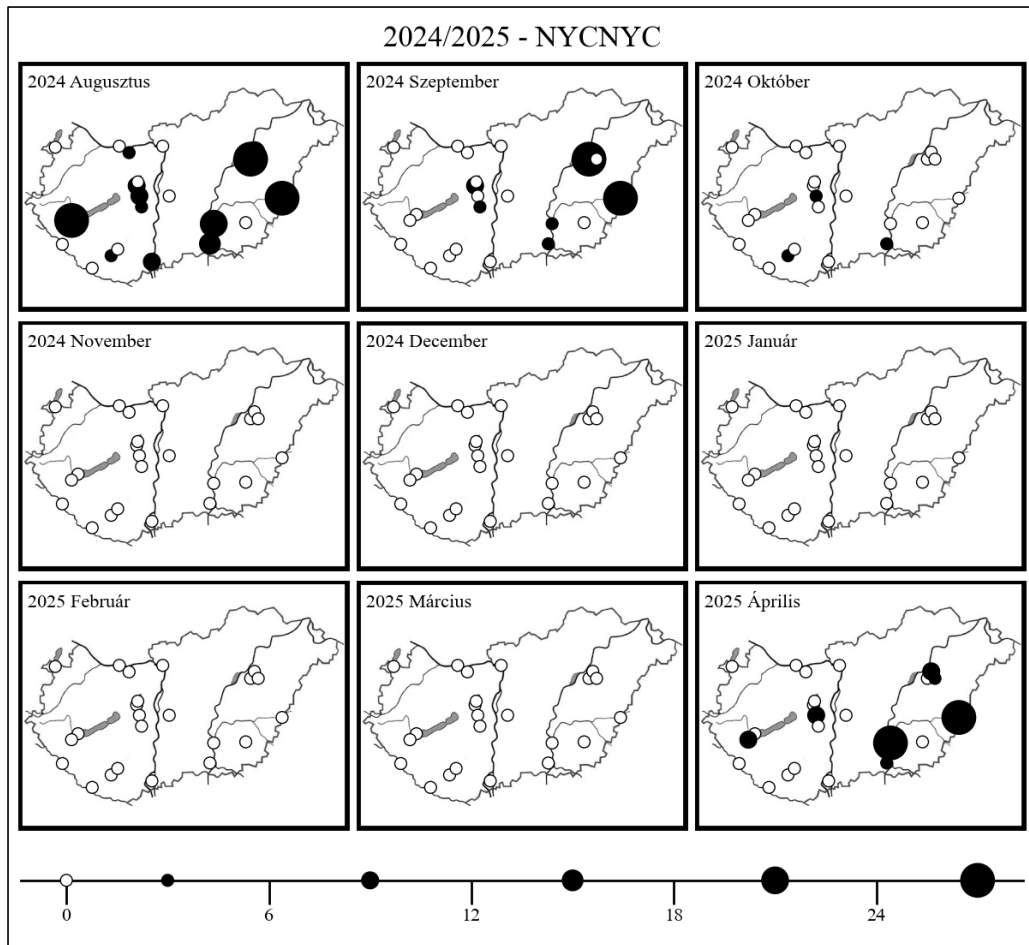 2024/2025 - NYCNYC
2024 Augusztus
2024 Szeptember
2024 Október
2024 November
2024 December
2025 Január
2025 Február
2025 Március
2025 Április
0 6 12 18 24